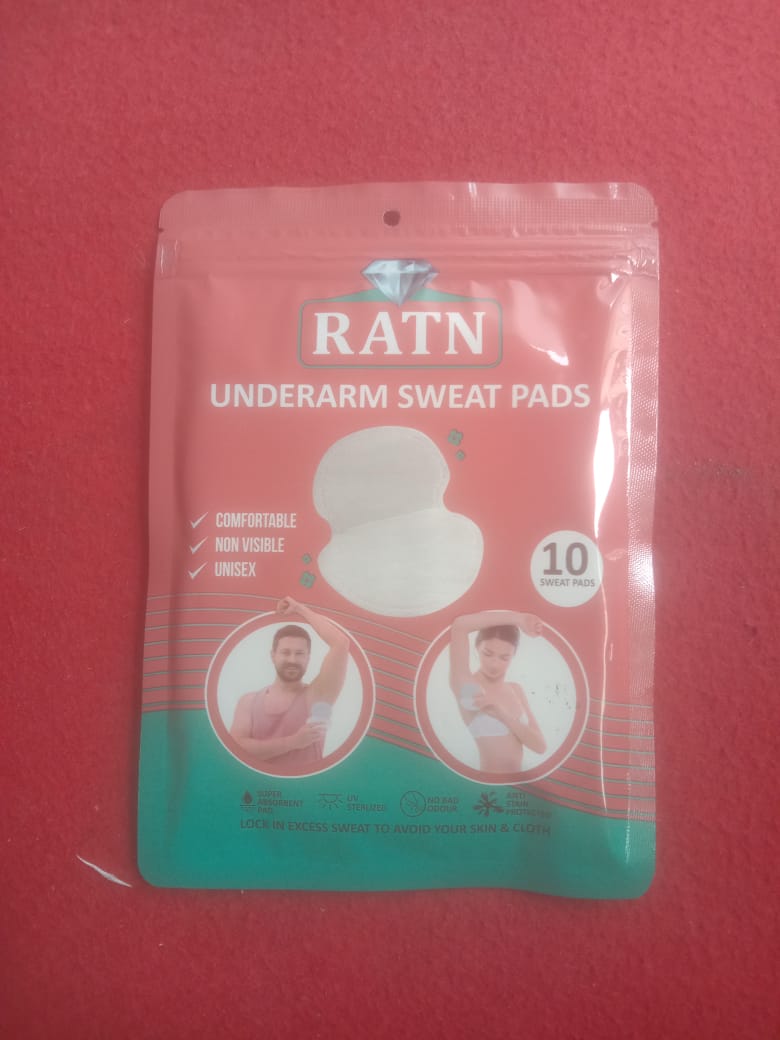 RATN
UNDERARM SWEAT PADS
COMFORTABLE
NON VISIBLE
UNISEX
10
SWEAT PADS
SUPER
ABSORBENT
PAD
UV
STERLIZED
NO BAD
ODOUR
ANTI
STAIN
PROTECTION
LOCK IN EXCESS SWEAT TO AVOID YOUR SKIN & CLOTH